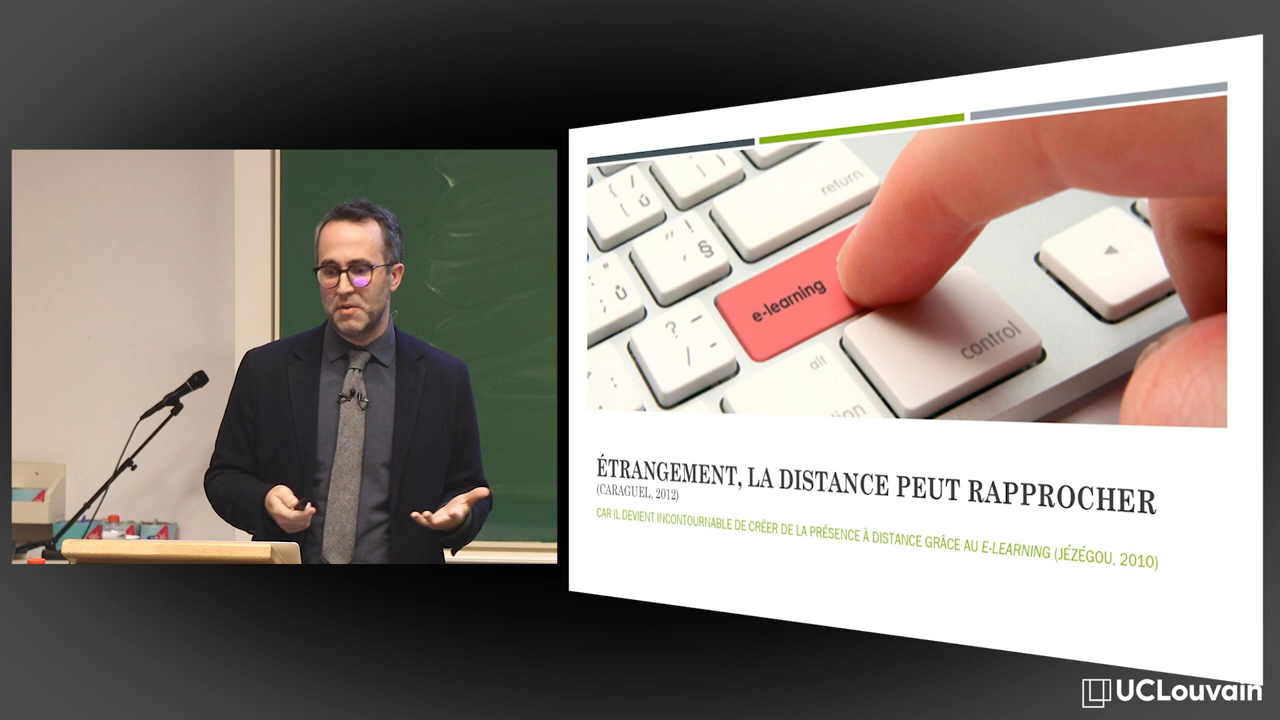 return
e-learning
control
alt
ÉTRANGEMENT, LA DISTANCE PEUT RAPPROCHER
(CARAGUEL, 2012)
CAR IL DEVIENT INCONTOURNABLE DE CRÉER DE LA PRÉSENCE À DISTANCE GRÂCE AU E-LEARNING (JÉZÉGOU, 2010)
UCLouvain